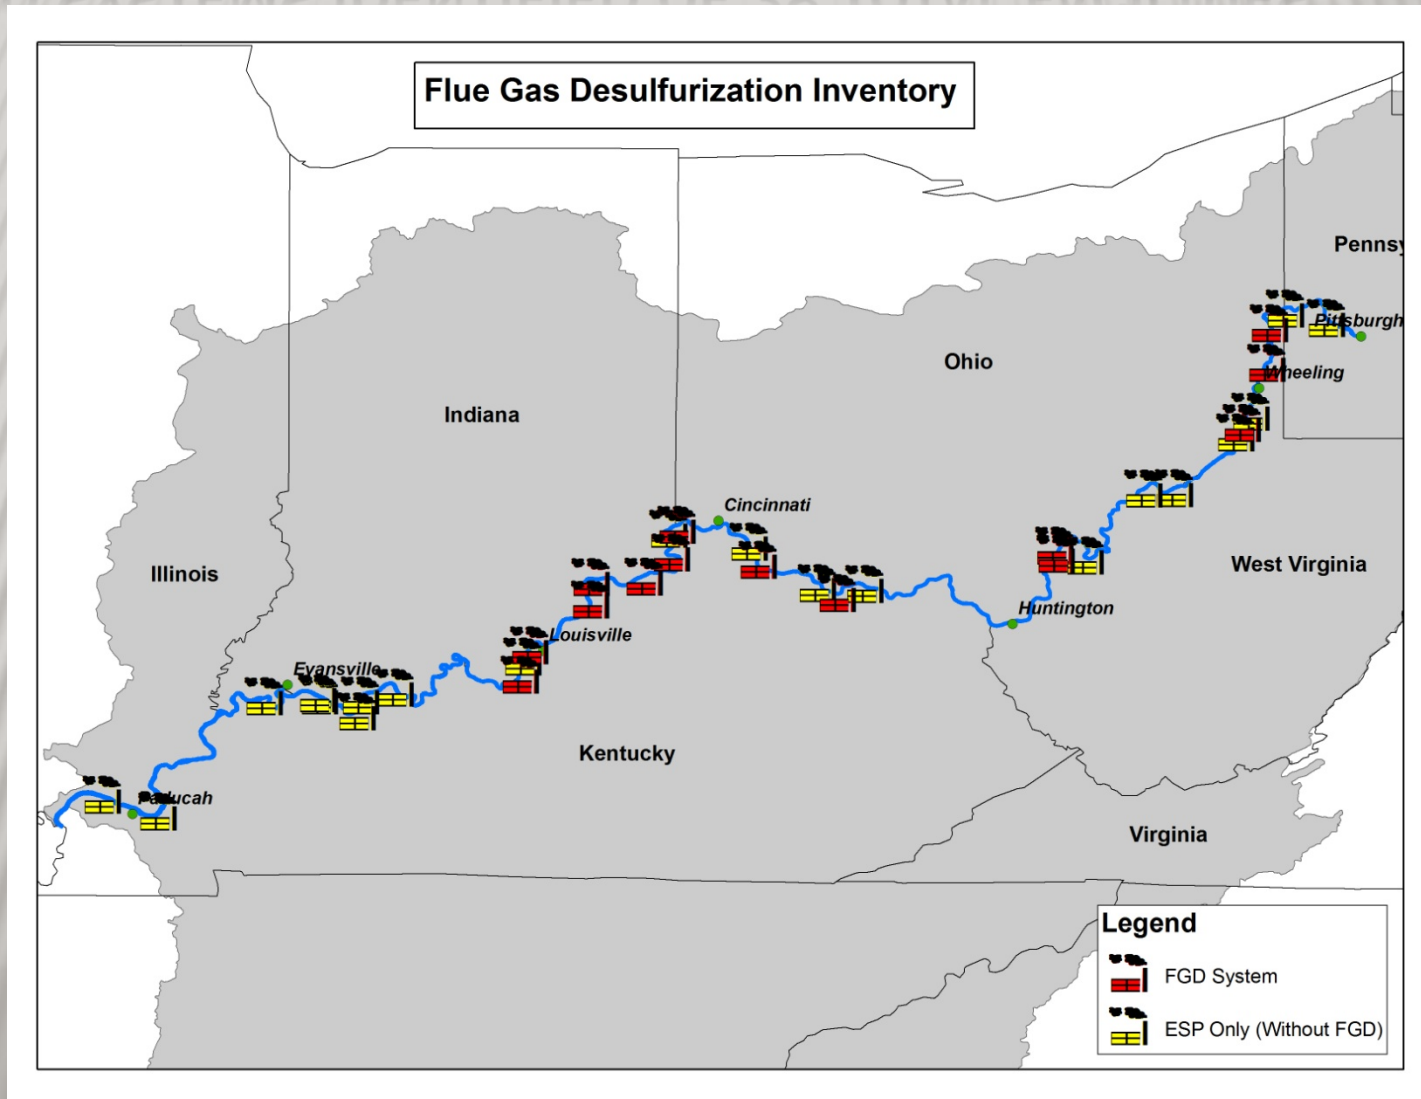 Flue Gas Desulfurization Inventory
Pennsy
Pittsburgh
Ohio
Wheeling
Indiana
Cincinnati
Illinois
West Virginia
Huntington
Louisville
Evansville
Kentucky
Paducah
Virginia
Legend
FGD System
ESP Only (Without FGD)